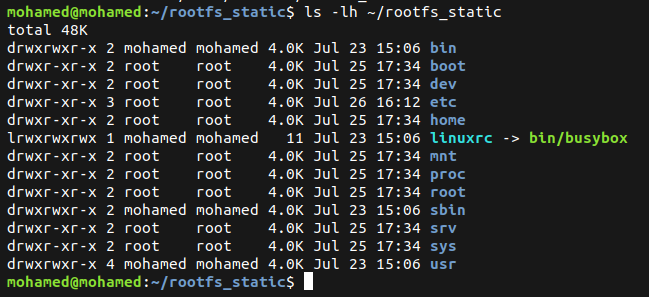 mohamed@mohamed:~/rootfs_static$ ls -lh ~/rootfs_static
total 48K
drwxrwxr-x 2 mohamed mohamed 4.0K Jul 23 15:06 bin
drwxr-xr-x 2 root    root    4.0K Jul 25 17:34 boot
drwxr-xr-x 2 root    root    4.0K Jul 25 17:34 dev
drwxr-xr-x 3 root    root    4.0K Jul 26 16:12 etc
drwxr-xr-x 2 root    root    4.0K Jul 25 17:34 home
lrwxrwxrwx 1 mohamed mohamed   11 Jul 23 15:06 linuxrc -> bin/busybox
drwxr-xr-x 2 root    root    4.0K Jul 25 17:34 mnt
drwxr-xr-x 2 root    root    4.0K Jul 25 17:34 proc
drwxr-xr-x 2 root    root    4.0K Jul 25 17:34 root
drwxrwxr-x 2 mohamed mohamed 4.0K Jul 23 15:06 sbin
drwxr-xr-x 2 root    root    4.0K Jul 25 17:34 srv
drwxr-xr-x 2 root    root    4.0K Jul 25 17:34 sys
drwxrwxr-x 4 mohamed mohamed 4.0K Jul 23 15:06 usr
mohamed@mohamed:~/rootfs_static$